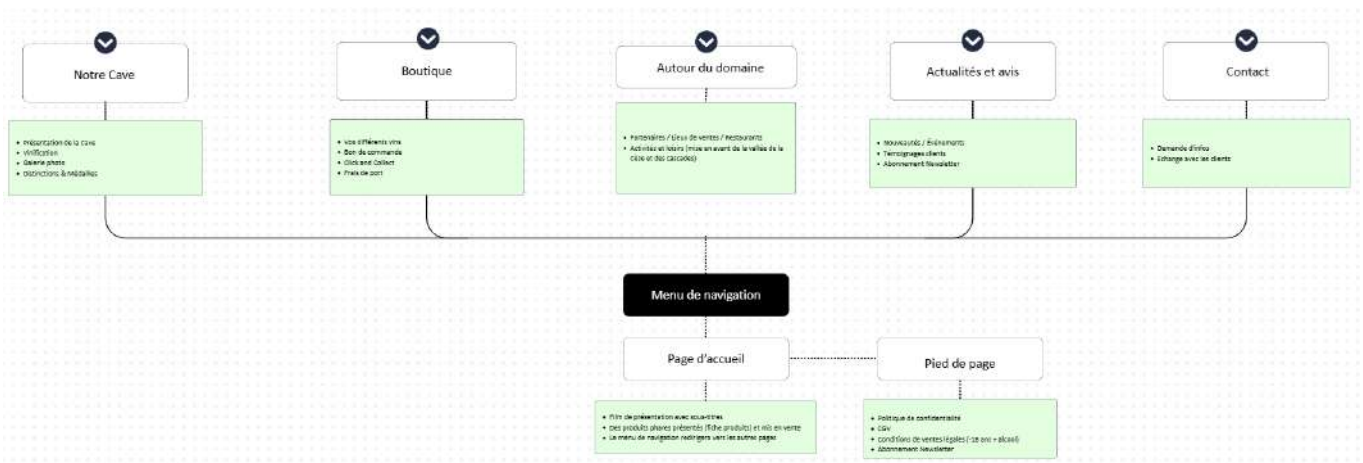 Notre Cave
Boutique
Autour du domaine
Actualités et avis
Contact
Présentation de la cave
Vinification
Galerie photo
Distinctions & Médailles
Vos différents vins
Bon de commande
Click and Collect
Frais de port
Partenaires / Lieux de ventes / Restaurants
Activités et loisirs (mise en avant de la vallée de la
Cèze et des cascades)
Nouveautés / Événements
Témoignages clients
Abonnement Newsletter
Demande d'infos
Echange avec les clients
Menu de navigation
Page d'accueil
Pied de page
Film de présentation avec sous-titres
Des produits phares présentés (fiche produits) et mis en vente
Le menu de navigation redirigera vers les autres pages
Politique de confidentialité
CGV
Conditions de ventes légales (-18 ans + alcool)
Abonnement Newsletter